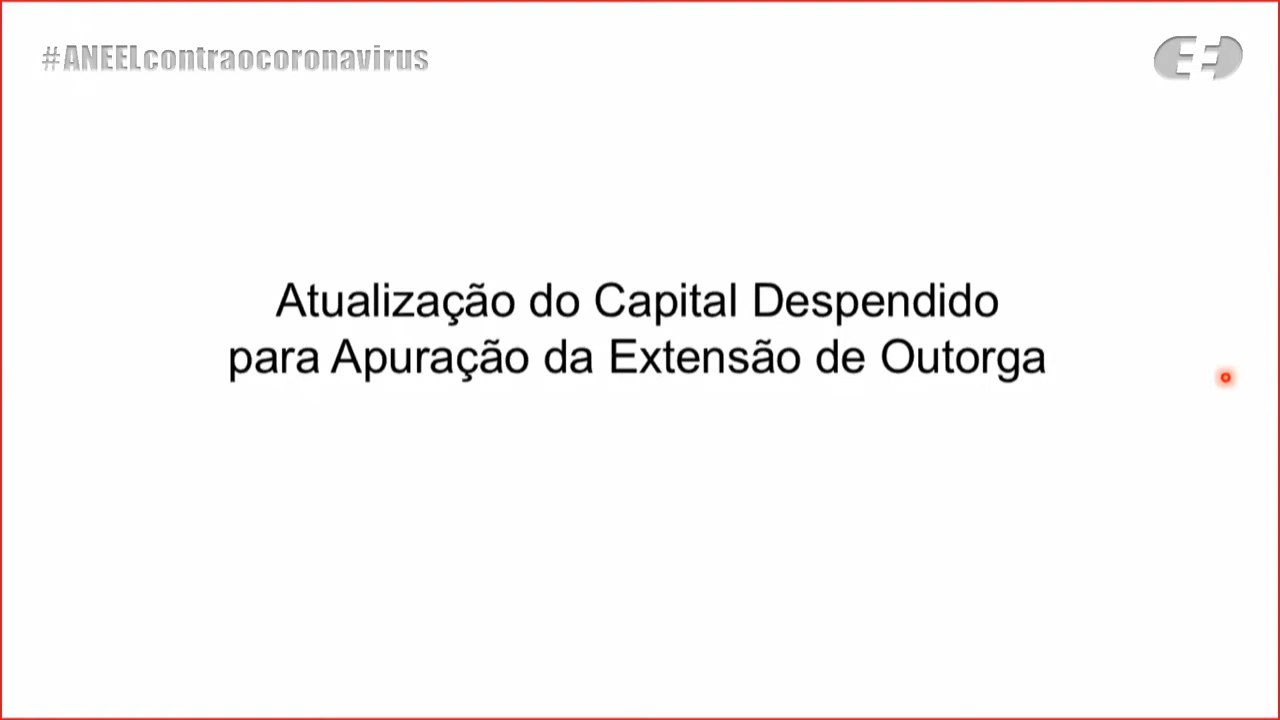 #ANEELcontraocoronavirus
Atualização do Capital Despendido
para Apuração da Extensão de Outorga